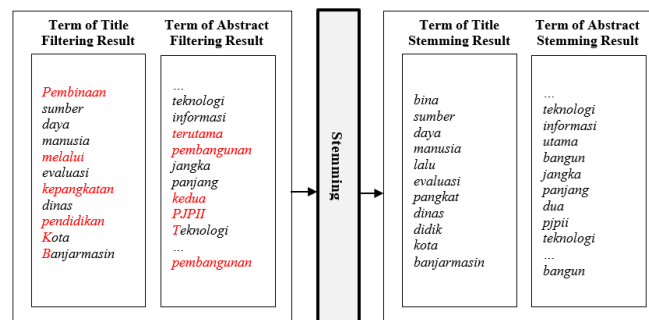 Term of Title
Filtering Result
Pembinaan
sumber
daya
manusia
melalui
evaluasi
kepangkatan
dinas
pendidikan
Kota
Banjarmasin
Term of Abstract
Filtering Result
...
teknologi
informasi
terutama
pembangunan
jangka
panjang
kedua
PJPII
Teknologi
...
pembangunan
Stemming
Term of Title
Stemming Result
bina
sumber
daya
manusia
lalu
evaluasi
pangkat
dinas
didik
kota
banjarmasin
Term of Abstract
Stemming Result
...
teknologi
informasi
utama
bangun
jangka
panjang
dua
pjpii
teknologi
...
bangun